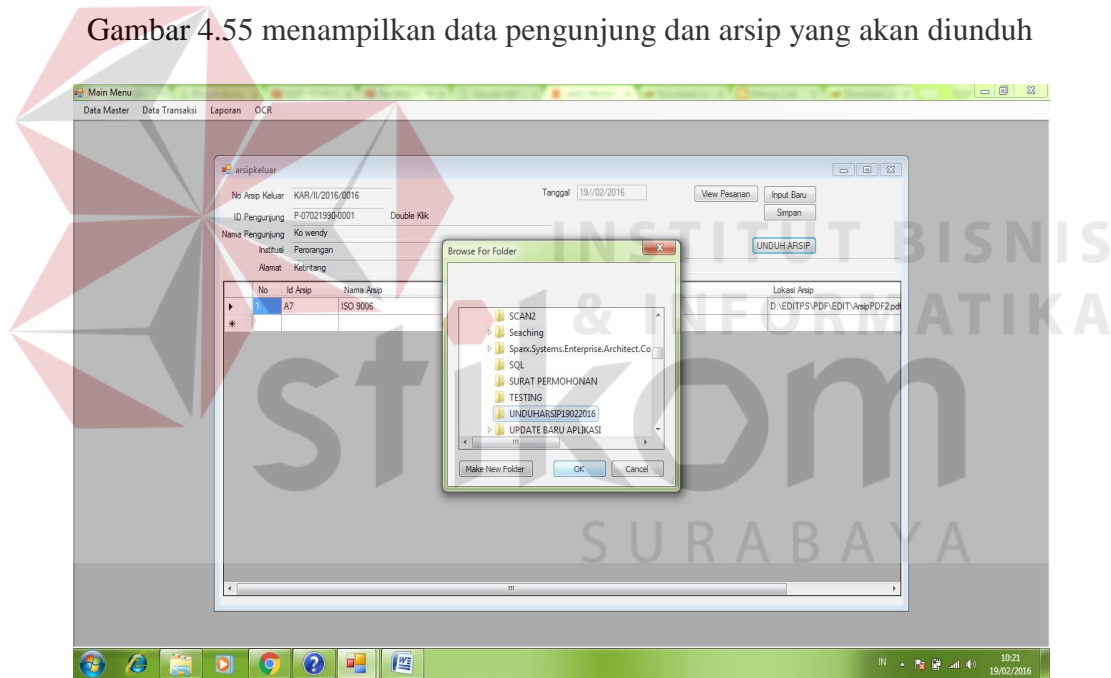 Gambar 4.55 menampilkan data pengunjung dan arsip yang akan diunduh
Main Menu
Data Master Data Transaksi Laporan OCR
arsipkeluar
No Arsip Keluar KAR/II/2016/0016 Tanggal 19//02/2016 View Pesanan Input Baru
ID Pengunjung P-07021990-0001 Double Klik Simpan
Nama Pengunjung Ko wendy
Institusi Perorangan UNDUH ARSIP
Alamat Ketintang
No Id Arsip Nama Arsip Lokasi Arsip
1 A7 ISO 9006 D:\EDITPS\PDF\EDIT\ArsipPDF2.pdf
Browse For Folder
SCAN2
Seaching
Sparx.Systems.Enterprise.Architect.Co
SQL
SURAT PERMOHONAN
TESTING
UNDUHARSIP19022016
UPDATE BARU APLIKASI
Make New Folder OK Cancel
INSTITUT BISNIS
& INFORMATIKA
stikom
SURABAYA
IN 10:21
19/02/2016